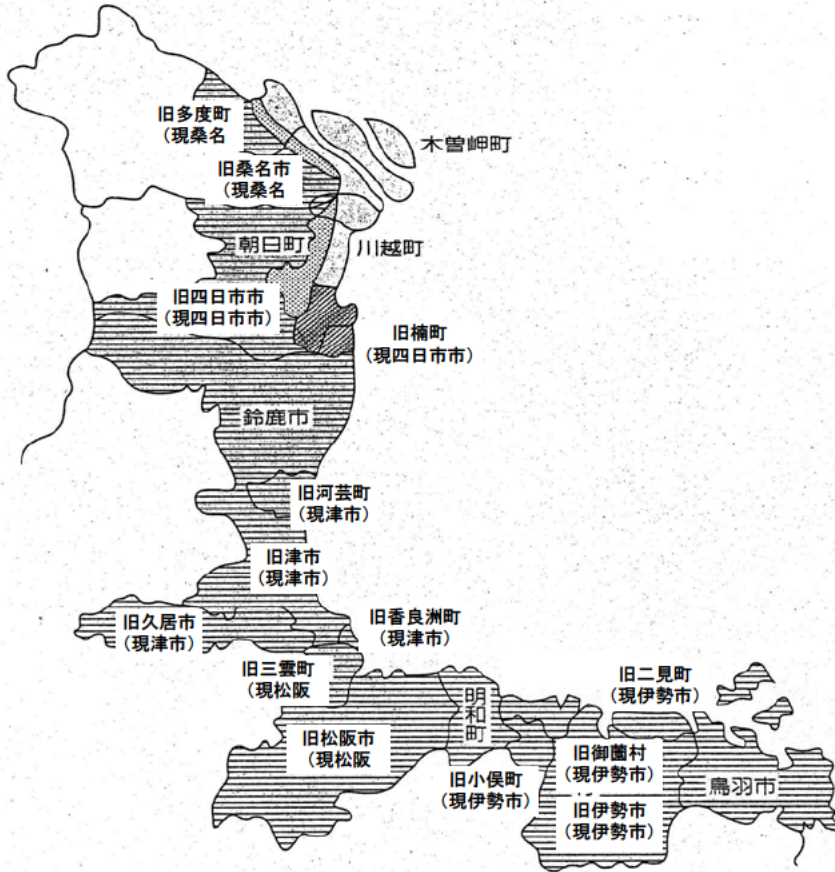 旧多度町
(現桑名
木曽岬町
旧桑名市
(現桑名
朝日町
川越町
旧四日市市
(現四日市市)
旧楠町
(現四日市市)
鈴鹿市
旧河芸町
(現津市)
旧津市
(現津市)
旧久居市
(現津市)
旧香良洲町
(現津市)
旧三雲町
(現松阪
旧二見町
(現伊勢市)
明和町
旧松阪市
(現松阪
旧御薗村
(現伊勢市)
旧小俣町
(現伊勢市)
鳥羽市
旧伊勢市
(現伊勢市)